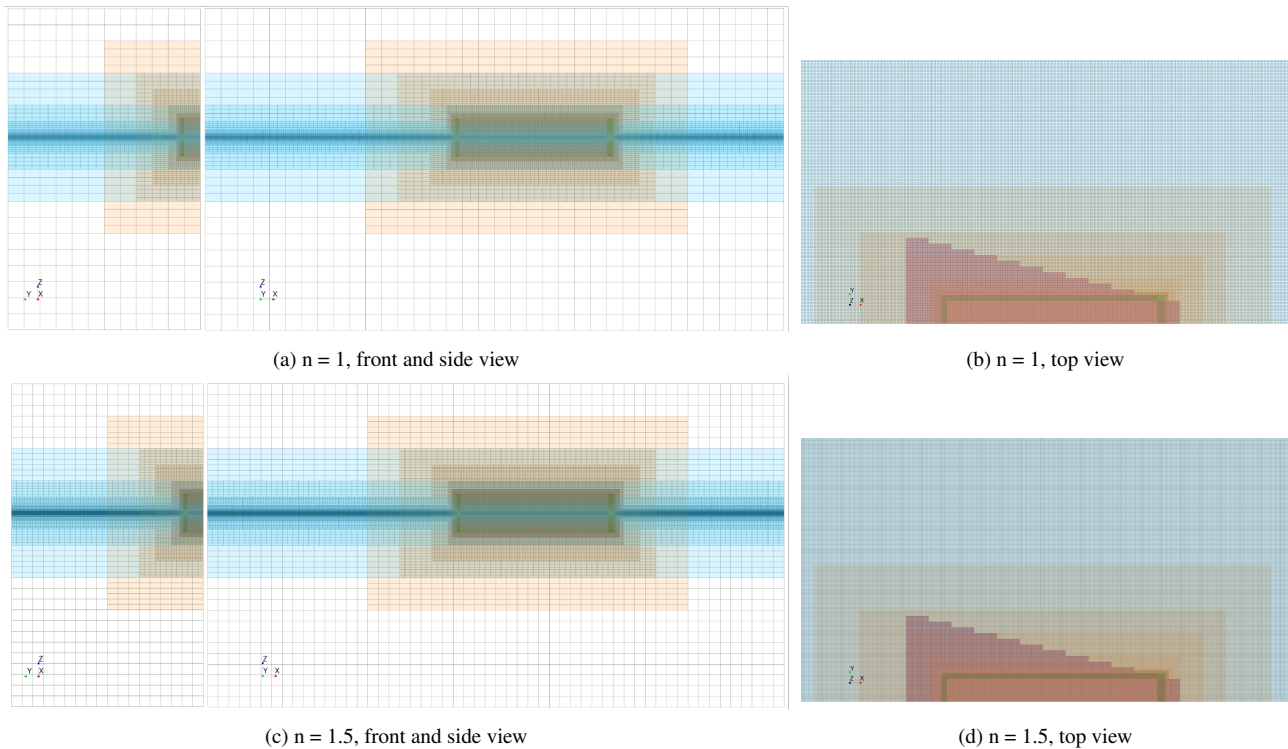 Z
Y X
Z
Y X
Y
Z X
(a) n = 1, front and side view
(b) n = 1, top view
Z
Y X
Z
Y X
Y
Z X
(c) n = 1.5, front and side view
(d) n = 1.5, top view